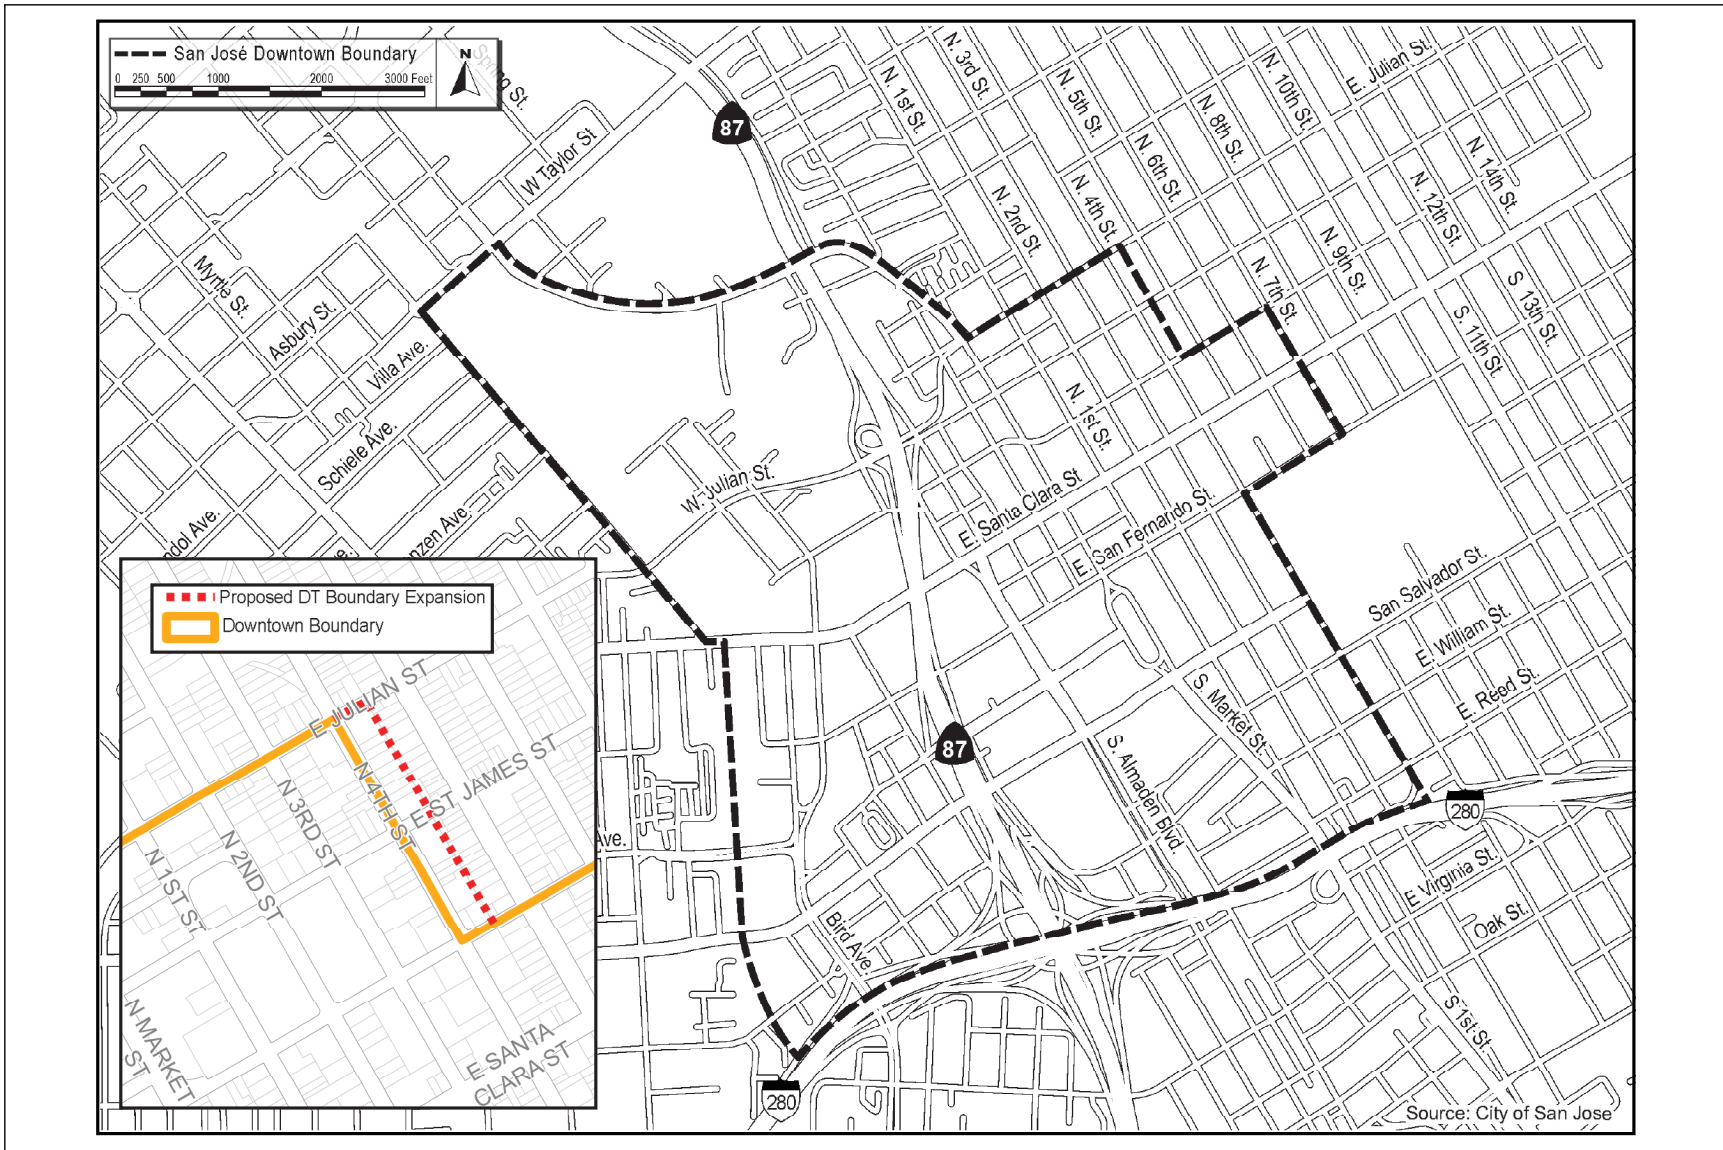 San José Downtown Boundary
0 250 500 1000 2000 3000 Feet
N
Spring St.
W Taylor St
87
N. 1st St.
N. 3rd St.
N. 5th St.
N. 8th St.
N. 10th St.
E. Julian St.
N. 2nd St.
N. 4th St.
N. 6th St.
N. 7th St.
N. 9th St.
N. 12th St.
N. 14th St.
S. 11th St
S 13th St.
Myrtle St.
Asbury St.
Villa Ave.
Schiele Ave.
W. Julian St.
N. 1st St.
E. Santa Clara St
E. San Fernando St.
San Salvador St.
E. William St.
E. Reed St.
S. Market St.
S. Almaden Blvd.
87
280
E Virginia St.
Oak St.
S 1st St.
Bird Ave.
Ave.
280
Proposed DT Boundary Expansion
Downtown Boundary
E JULIAN ST
E ST. JAMES ST
N 4TH ST
N 3RD ST
N 2ND ST
N 1ST ST
N MARKET
ST
E SANTA
CLARA ST
Source: City of San Jose